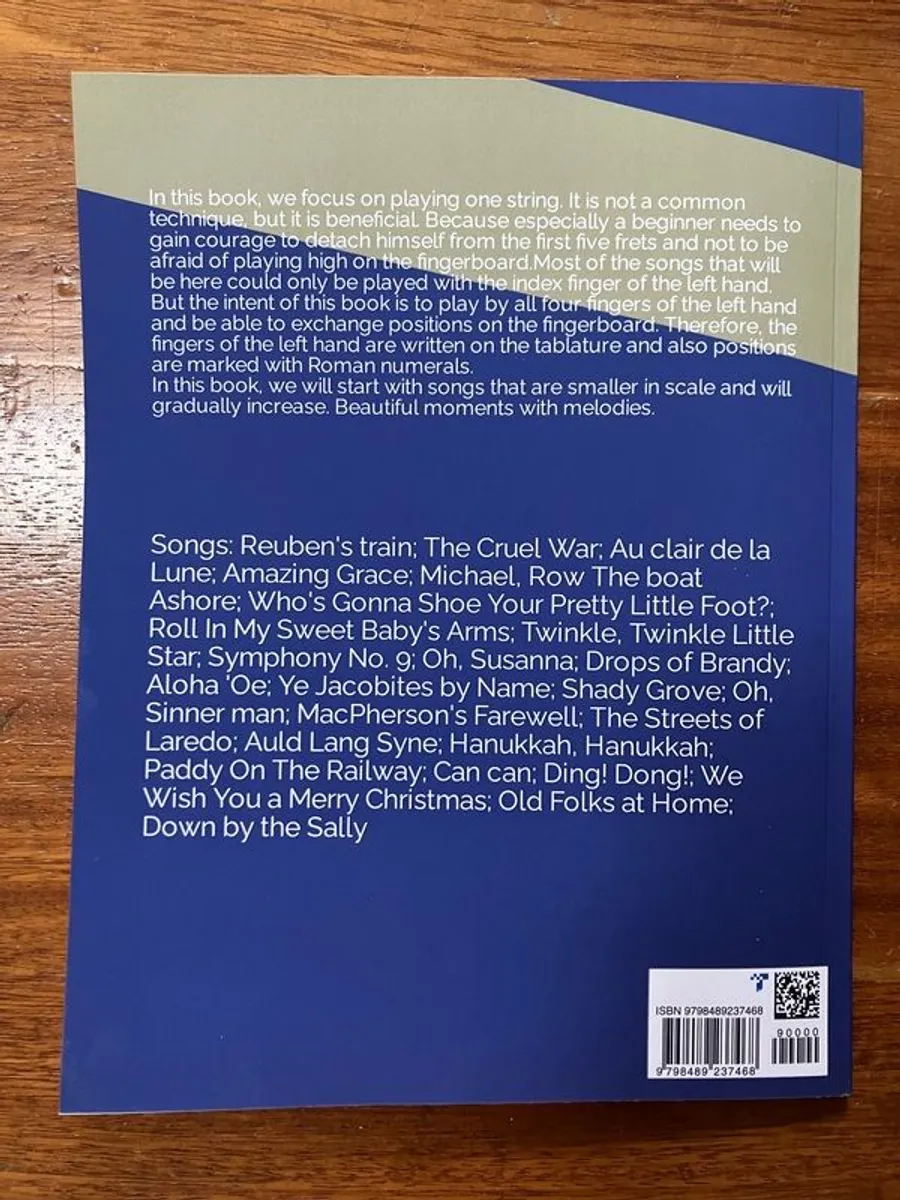 In this book, we focus on playing one string. It is not a common
technique, but it is beneficial. Because especially a beginner needs to
gain courage to detach himself from the first five frets and not to be
afraid of playing high on the fingerboard.Most of the songs that will
be here could only be played with the index finger of the left hand.
But the intent of this book is to play by all four fingers of the left hand
and be able to exchange positions on the fingerboard. Therefore, the
fingers of the left hand are written on the tablature and also positions
are marked with Roman numerals.
In this book, we will start with songs that are smaller in scale and will
gradually increase. Beautiful moments with melodies.
Songs: Reuben's train; The Cruel War; Au clair de la
Lune; Amazing Grace; Michael, Row The boat
Ashore; Who's Gonna Shoe Your Pretty Little Foot?;
Roll In My Sweet Baby's Arms; Twinkle, Twinkle Little
Star; Symphony No. 9; Oh, Susanna; Drops of Brandy;
Aloha 'Oe; Ye Jacobites by Name; Shady Grove; Oh,
Sinner man; MacPherson's Farewell; The Streets of
Laredo; Auld Lang Syne; Hanukkah, Hanukkah;
Paddy On The Railway; Can can; Ding! Dong!; We
Wish You a Merry Christmas; Old Folks at Home;
Down by the Sally
ISBN 9798489237468
90000
9 798489 237468